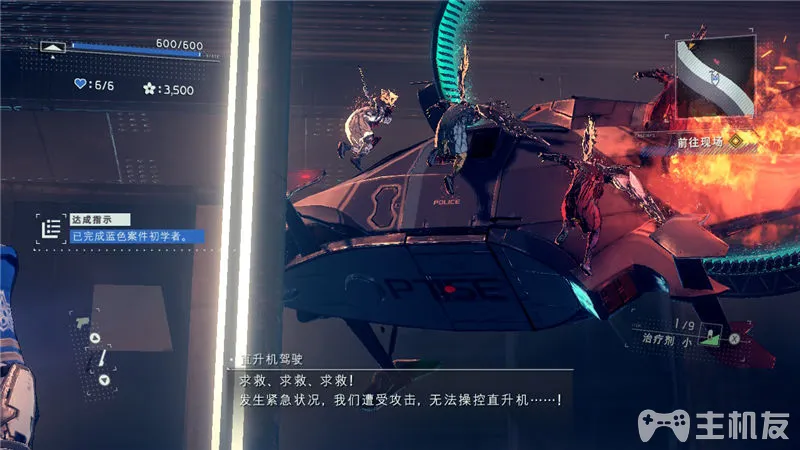 600/600
:6/6
:3,500
前往现场
POLICE
达成指示
已完成蓝色案件初学者。
1/9
治疗剂 小
X
直升机驾驶
求救、求救、求救!
发生紧急状况，我们遭受攻击，无法操控直升机……!
主机友